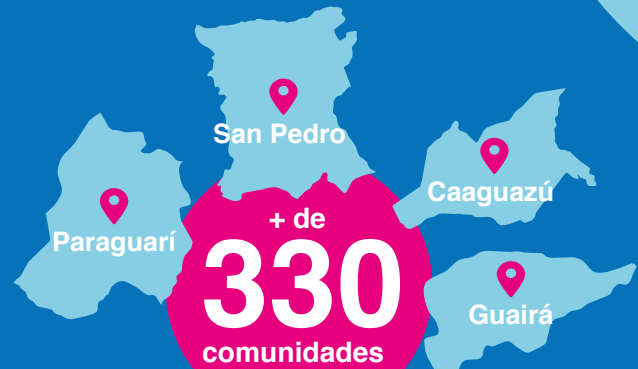 San Pedro
Caaguazú
Paraguarí
+ de
330
comunidades
Guairá